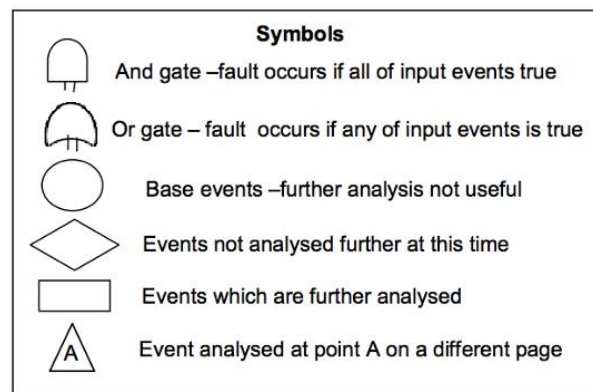 Symbols
And gate –fault occurs if all of input events true
Or gate – fault occurs if any of input events is true
Base events –further analysis not useful
Events not analysed further at this time
Events which are further analysed
A Event analysed at point A on a different page